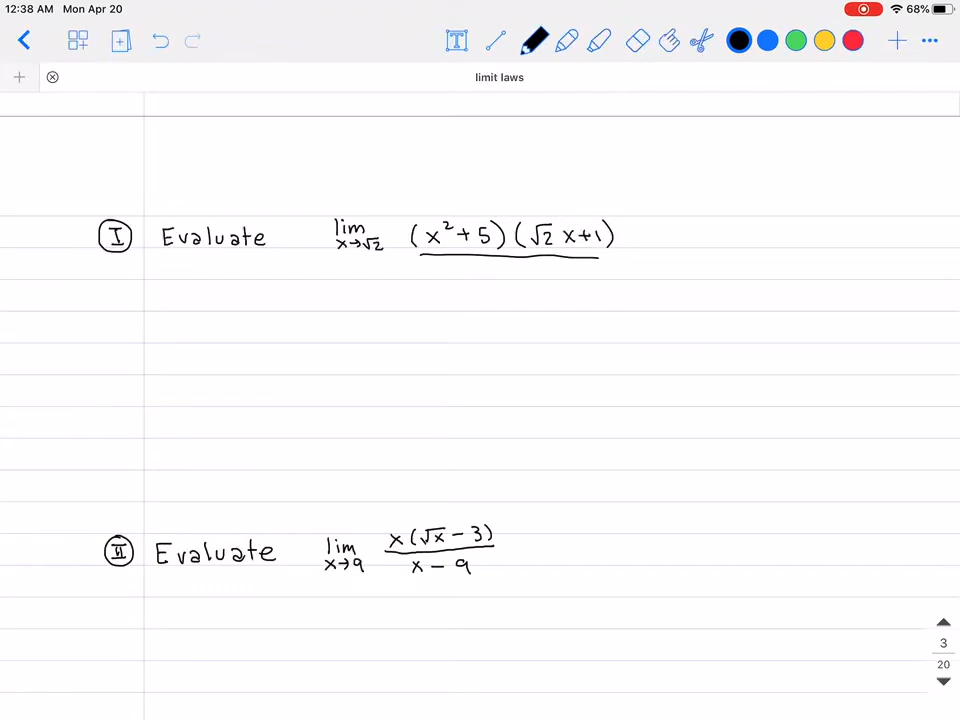 12:38 AM Mon Apr 20 68%
limit laws
I Evaluate lim x→√2 (x² + 5)(√2 x+1)
II Evaluate lim x→9 x(√x − 3) / x − 9
3
20